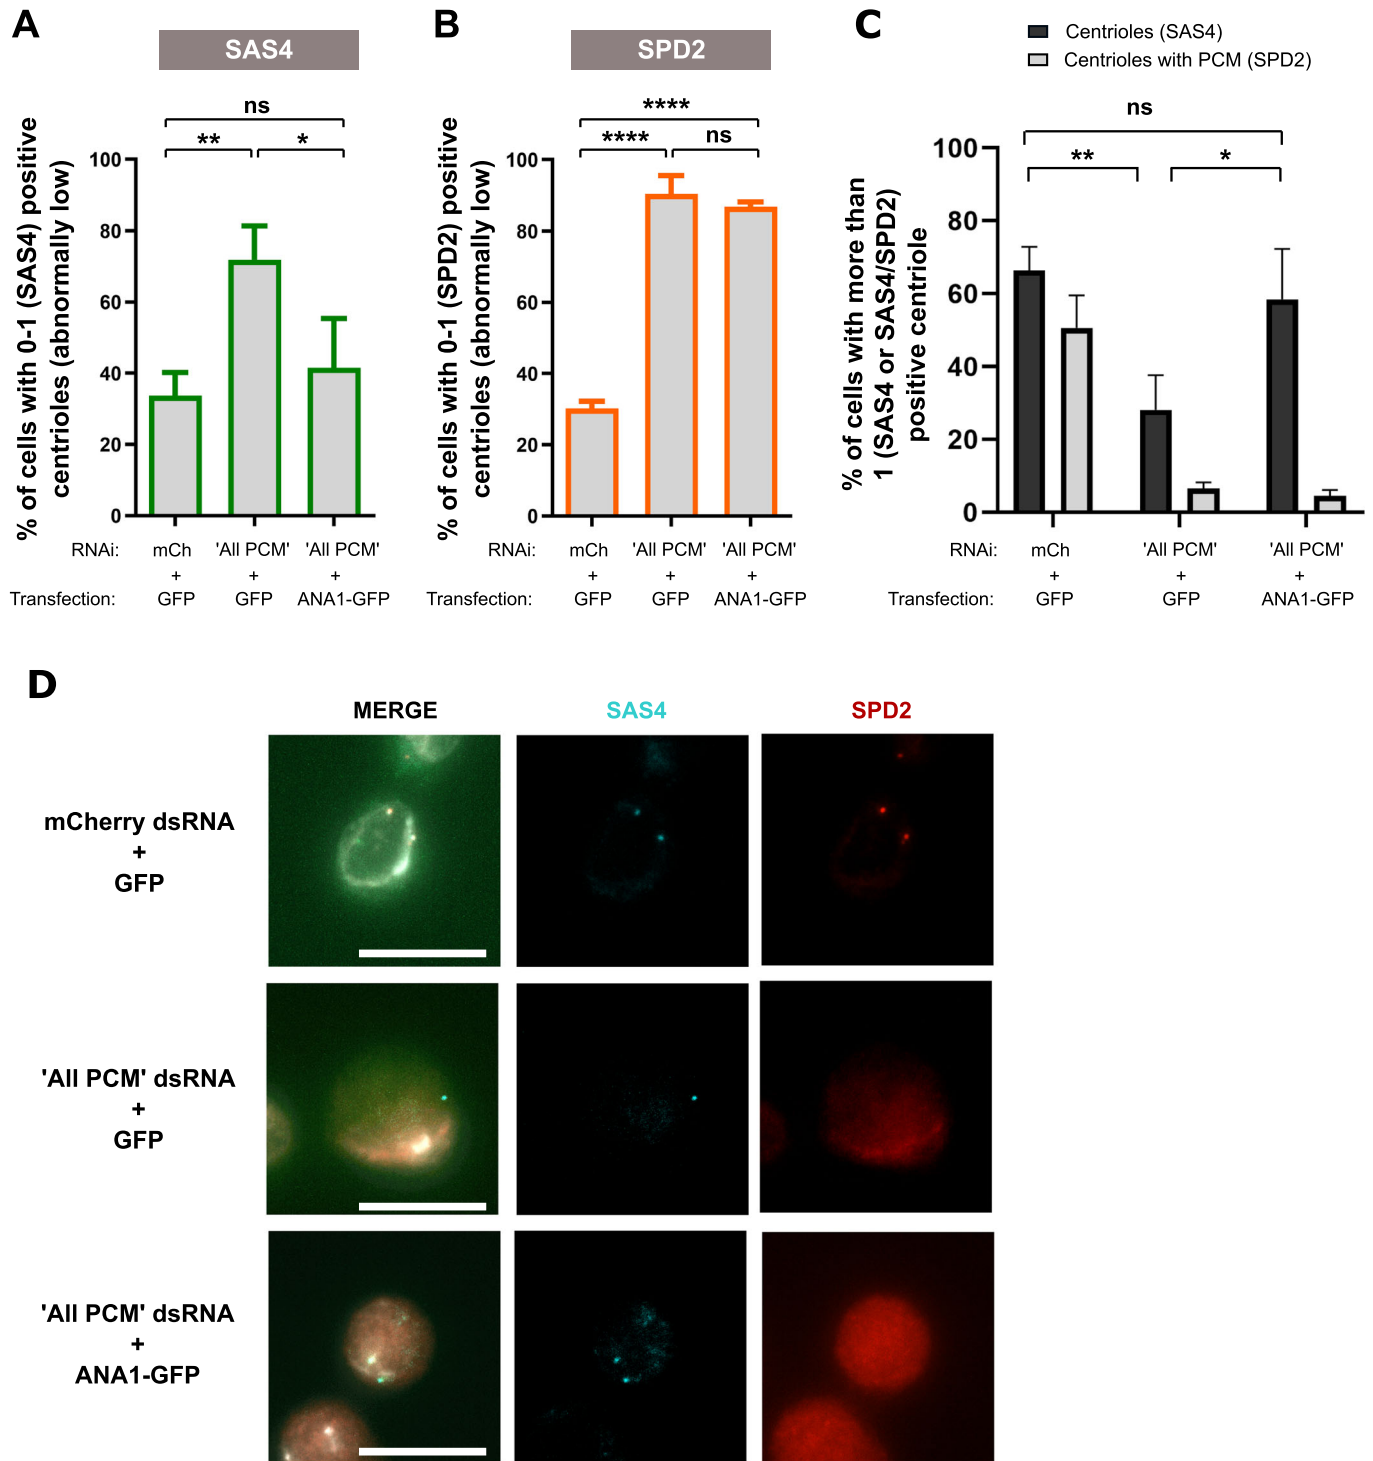 A
SAS4
ns
**
*
% of cells with 0-1 (SAS4) positive
centrioles (abnormally low)
100
80
60
40
20
0
RNAi:
mCh
'All PCM'
'All PCM'
+
+
+
Transfection:
GFP
GFP
ANA1-GFP
B
SPD2
****
****
ns
% of cells with 0-1 (SPD2) positive
centrioles (abnormally low)
100
80
60
40
20
0
RNAi:
mCh
'All PCM'
'All PCM'
+
+
+
Transfection:
GFP
GFP
ANA1-GFP
C
Centrioles (SAS4)
Centrioles with PCM (SPD2)
ns
**
*
% of cells with more than
1 (SAS4 or SAS4/SPD2)
positive centriole
100
80
60
40
20
0
RNAi:
mCh
'All PCM'
'All PCM'
+
+
+
Transfection:
GFP
GFP
ANA1-GFP
D
MERGE
SAS4
SPD2
mCherry dsRNA
+
GFP
'All PCM' dsRNA
+
GFP
'All PCM' dsRNA
+
ANA1-GFP